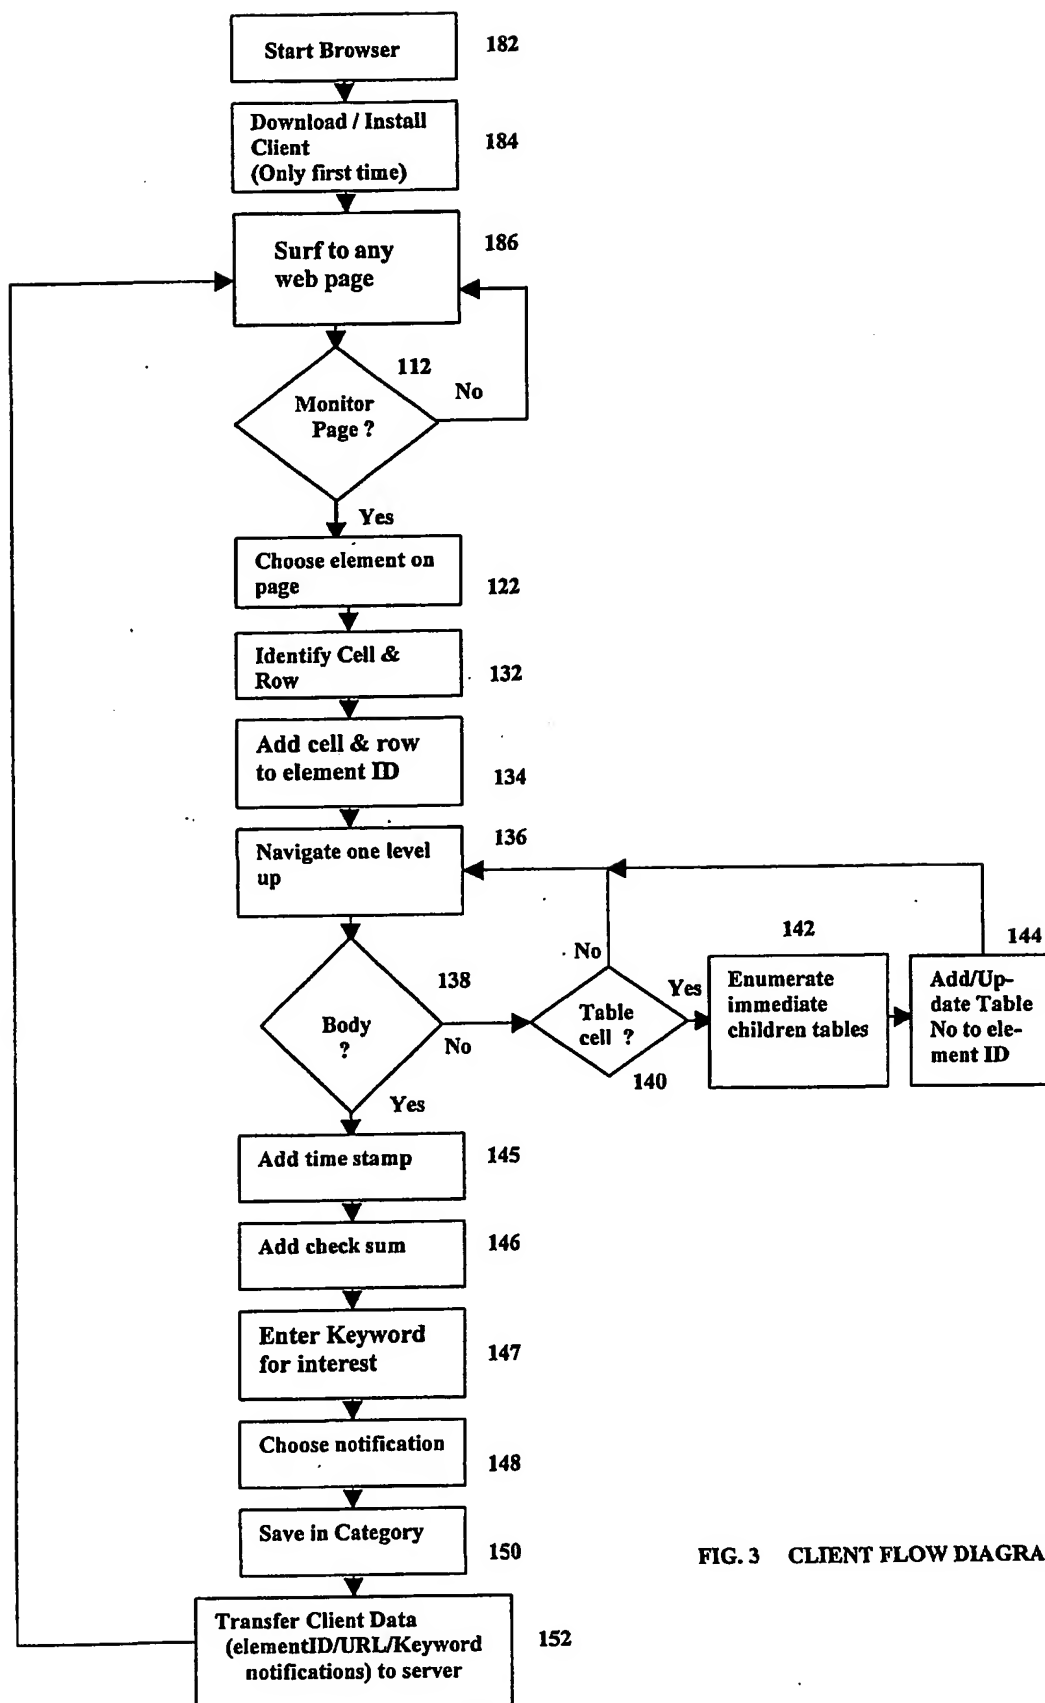 Start Browser
182
Download / Install
Client
(Only first time)
184
Surf to any
web page
186
112
No
Monitor
Page ?
Yes
Choose element on
page
122
Identify Cell &
Row
132
Add cell & row
to element ID
134
136
Navigate one level
up
138
Body
?
No
Yes
No
Table
cell ?
Yes
140
142
Enumerate
immediate
children tables
144
Add/Up-
date Table
No to ele-
ment ID
Add time stamp
145
Add check sum
146
Enter Keyword
for interest
147
Choose notification
148
Save in Category
150
FIG. 3 CLIENT FLOW DIAGRA
Transfer Client Data
(elementID/URL/Keyword
notifications) to server
152